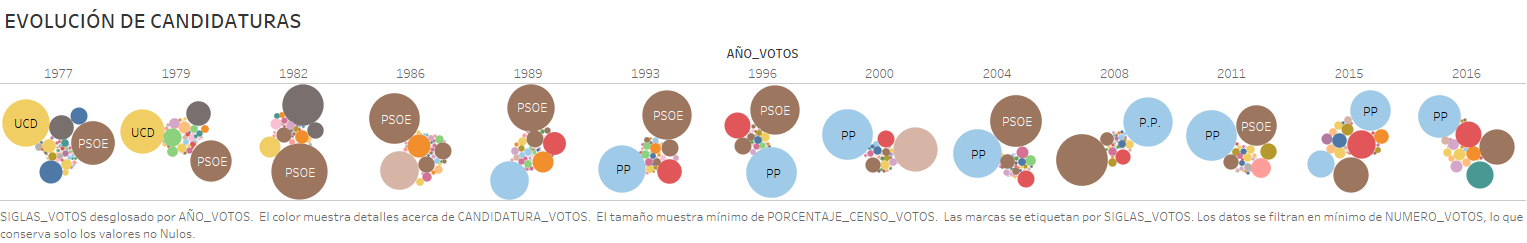 EVOLUCIÓN DE CANDIDATURAS
AÑO_VOTOS
1977 1979 1982 1986 1989 1993 1996 2000 2004 2008 2011 2015 2016
UCD PSOE UCD PSOE PSOE PSOE PSOE PP PSOE PSOE PP PP PP PSOE P.P. PP PSOE PP PP
SIGLAS_VOTOS desglosado por AÑO_VOTOS.  El color muestra detalles acerca de CANDIDATURA_VOTOS.  El tamaño muestra mínimo de PORCENTAJE_CENSO_VOTOS.  Las marcas se etiquetan por SIGLAS_VOTOS. Los datos se filtran en mínimo de NUMERO_VOTOS, lo que
conserva solo los valores no Nulos.